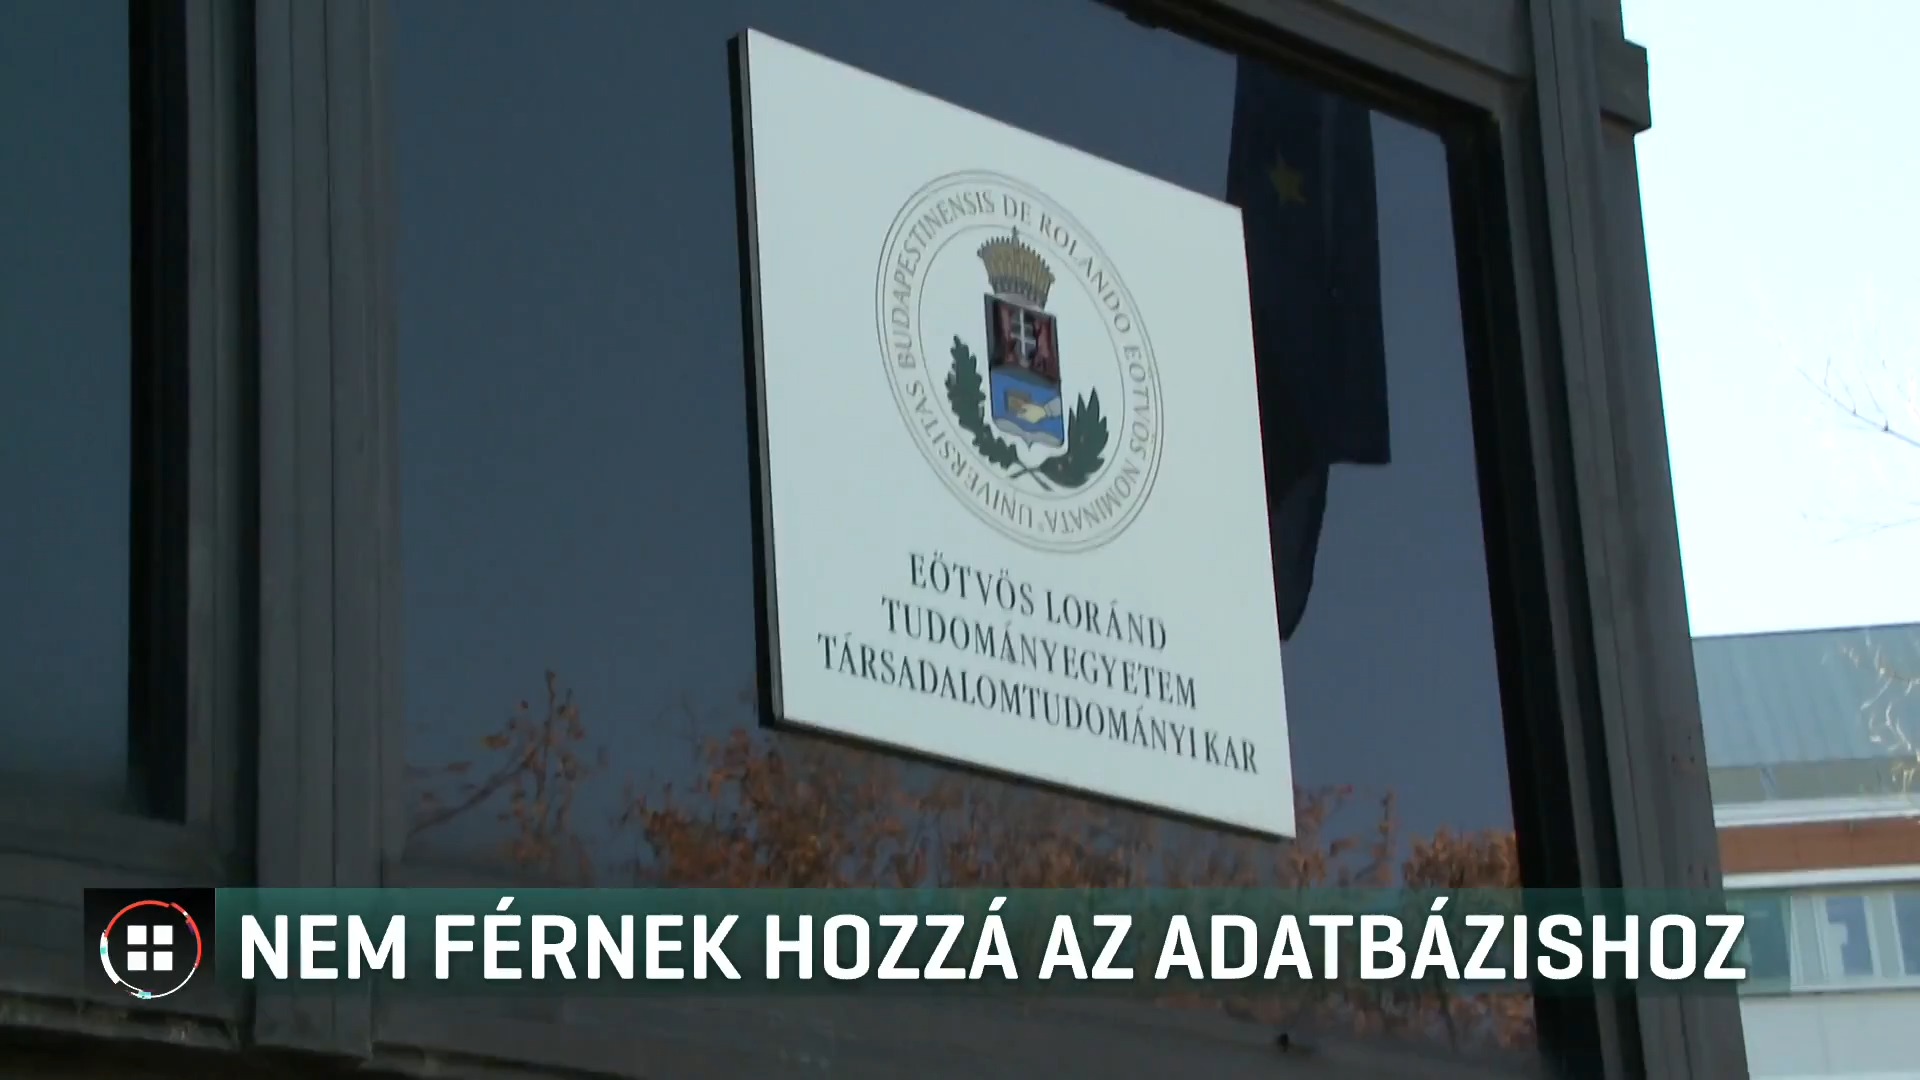 UNIVERSITAS BUDAPESTINENSIS DE ROLANDO EÖTVÖS NOMINATA
EÖTVÖS LORÁND
TUDOMÁNYEGYETEM
TÁRSADALOMTUDOMÁNYI KAR
NEM FÉRNEK HOZZÁ AZ ADATBÁZISHOZ